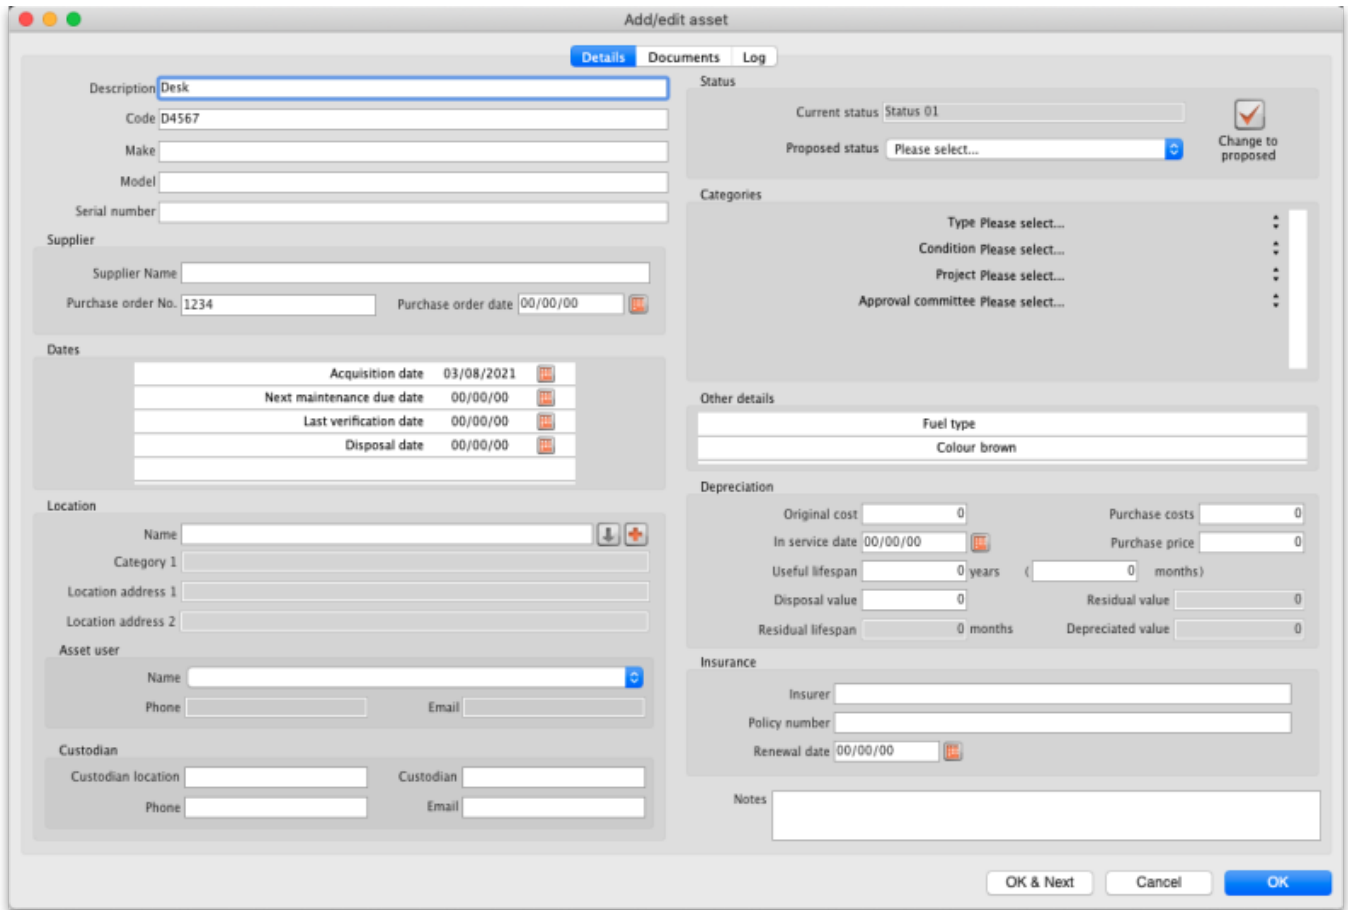 Add/edit asset
Details Documents Log
Description Desk
Code D4567
Make
Model
Serial number
Supplier
Supplier Name
Purchase order No. 1234 Purchase order date 00/00/00
Dates
Acquisition date 03/08/2021
Next maintenance due date 00/00/00
Last verification date 00/00/00
Disposal date 00/00/00
Location
Name
Category 1
Location address 1
Location address 2
Asset user
Name
Phone Email
Custodian
Custodian location Custodian
Phone Email
Status
Current status Status 01
Proposed status Please select...
Change to
proposed
Categories
Type Please select...
Condition Please select...
Project Please select...
Approval committee Please select...
Other details
Fuel type
Colour brown
Depreciation
Original cost 0 Purchase costs 0
In service date 00/00/00 Purchase price 0
Useful lifespan 0 years ( 0 months)
Disposal value 0 Residual value 0
Residual lifespan 0 months Depreciated value 0
Insurance
Insurer
Policy number
Renewal date 00/00/00
Notes
OK & Next Cancel OK